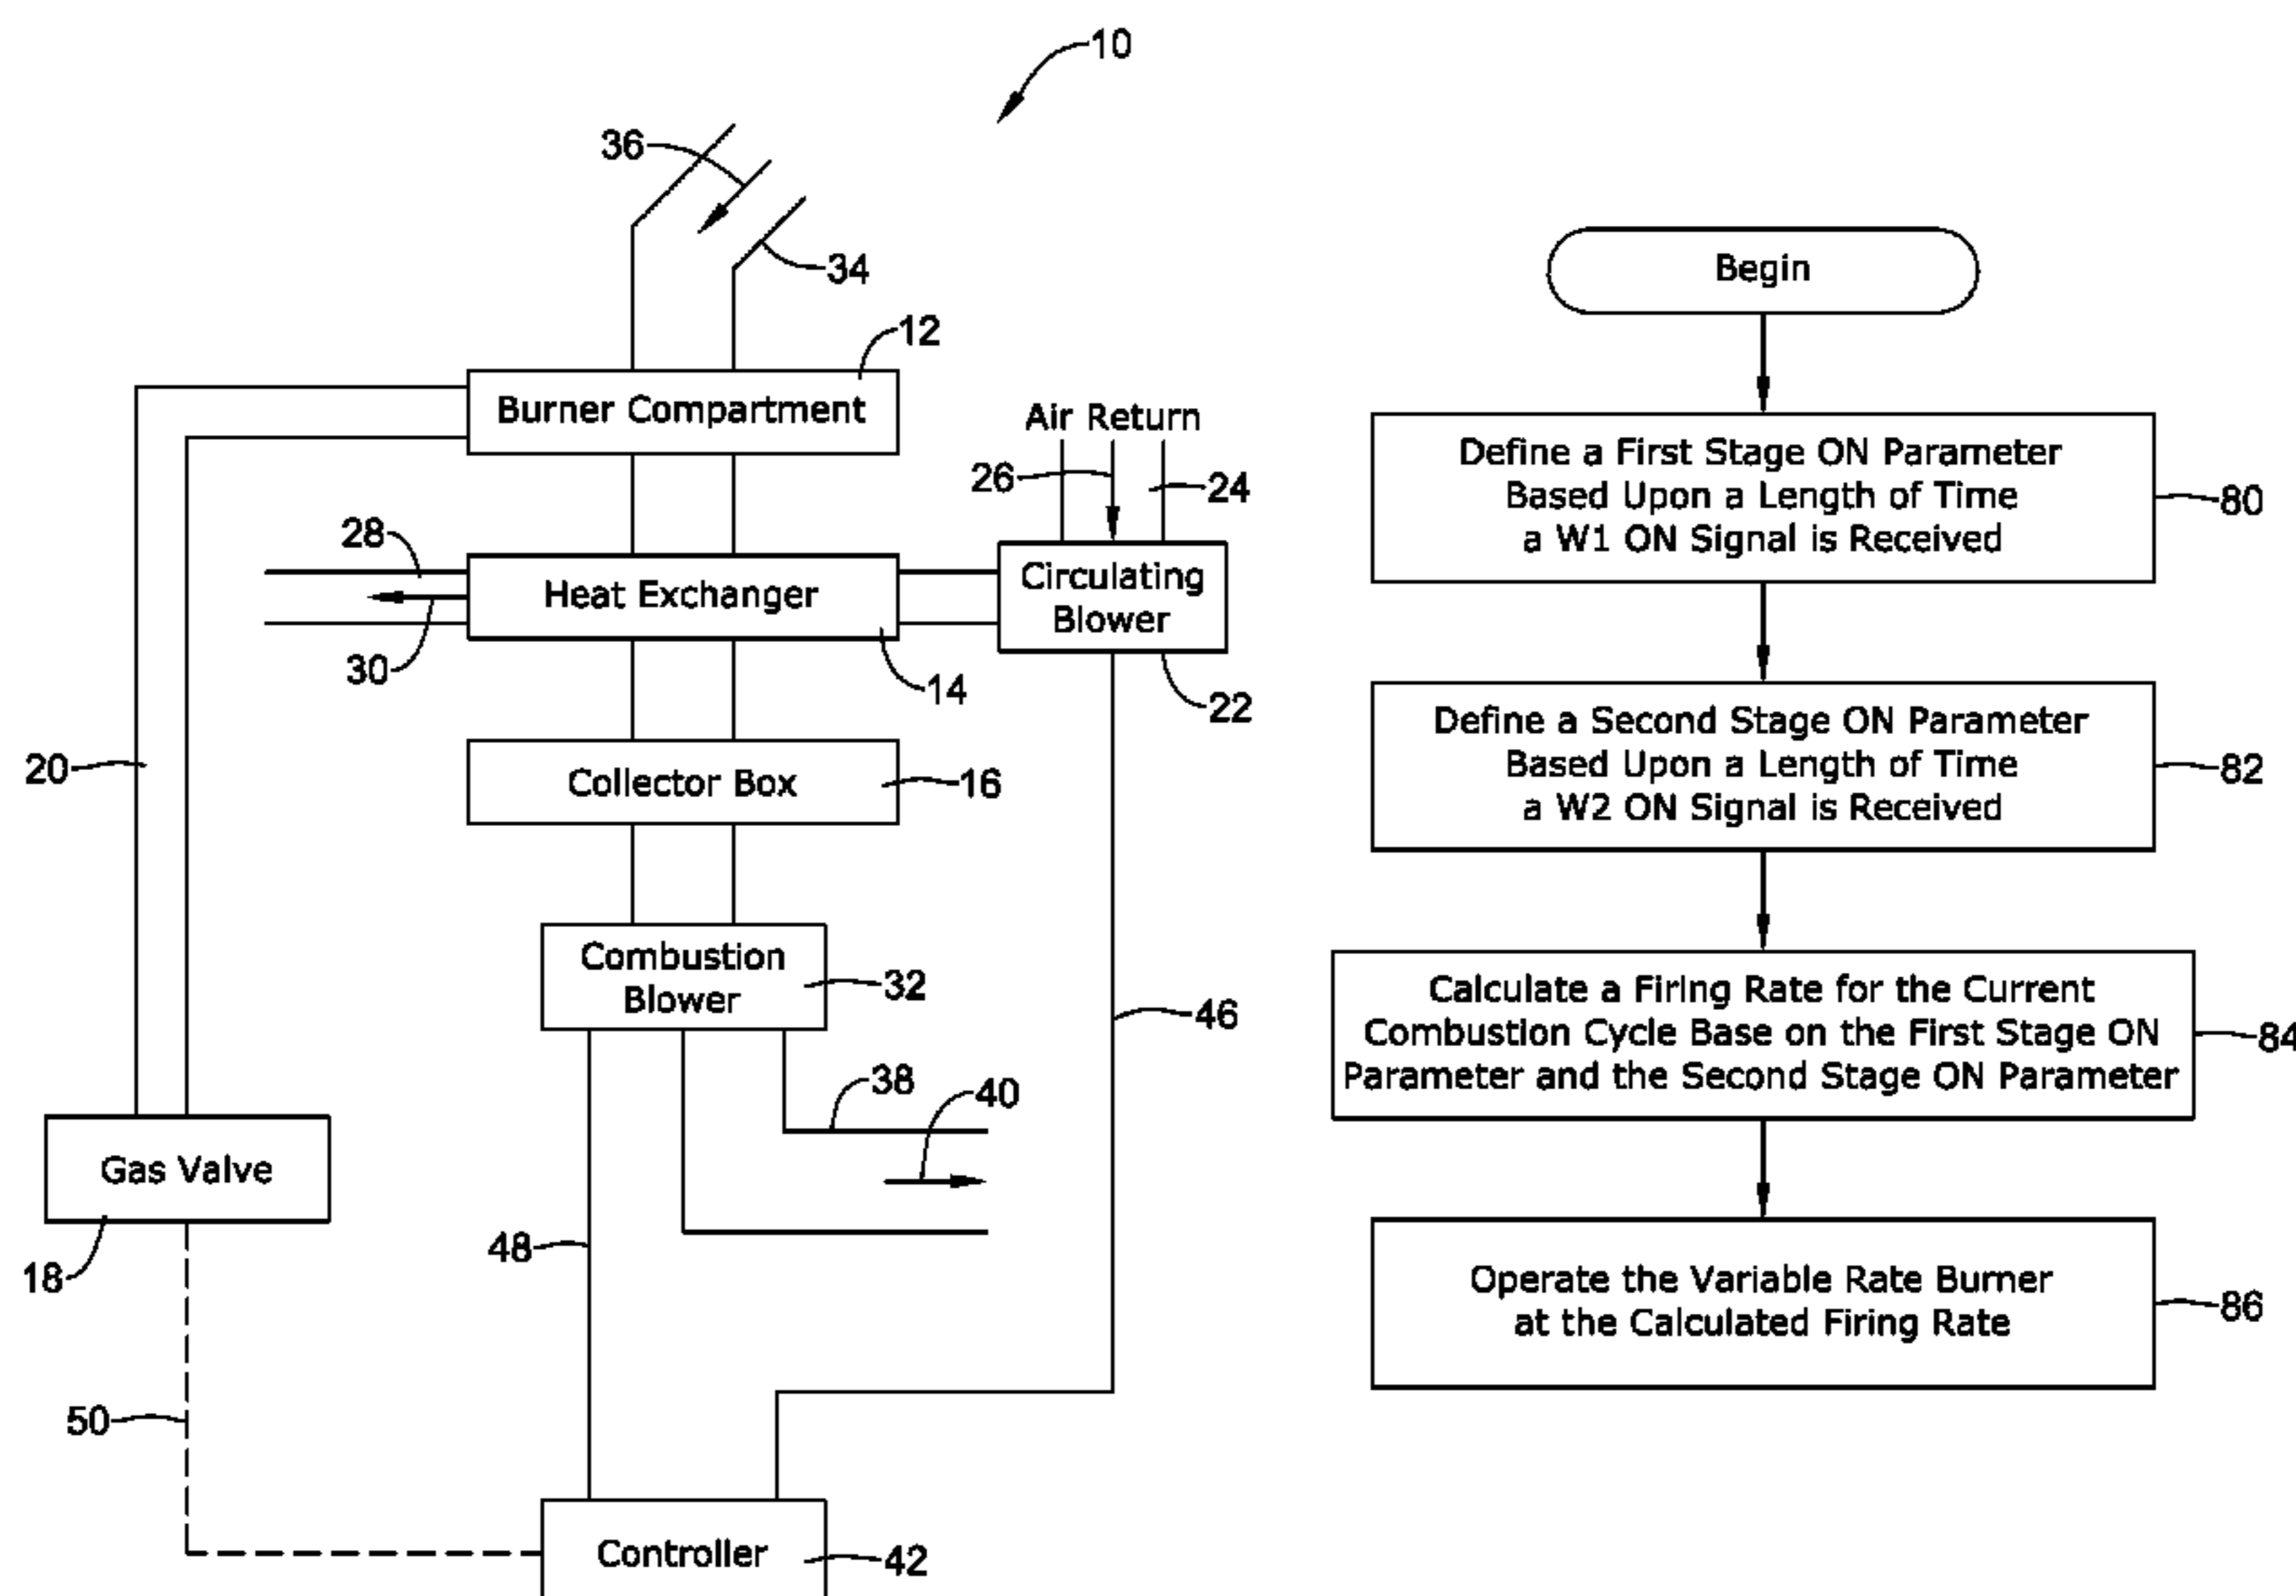 10
36
34
12
Burner Compartment
Air Return
26
24
28
Heat Exchanger
Circulating
Blower
30
14
22
20
Collector Box
16
Combustion
Blower
32
46
38
40
Gas Valve
18
48
50
Controller
42
Begin
Define a First Stage ON Parameter
Based Upon a Length of Time
a W1 ON Signal is Received
80
Define a Second Stage ON Parameter
Based Upon a Length of Time
a W2 ON Signal is Received
82
Calculate a Firing Rate for the Current
Combustion Cycle Base on the First Stage ON
Parameter and the Second Stage ON Parameter
84
Operate the Variable Rate Burner
at the Calculated Firing Rate
86